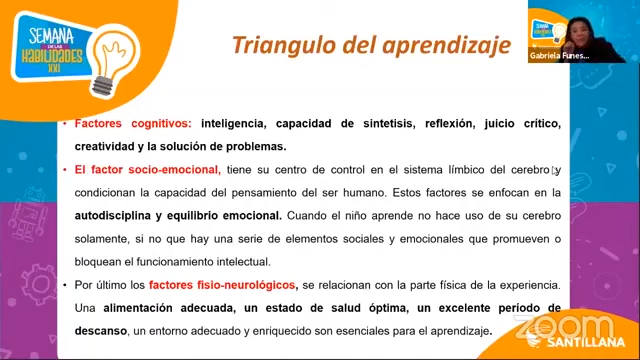 SEMANA
DE LAS
HABILIDADES
XXI
Triangulo del aprendizaje
Gabriela Funes...
• Factores cognitivos: inteligencia, capacidad de sintetisis, reflexión, juicio crítico,
creatividad y la solución de problemas.
• El factor socio-emocional, tiene su centro de control en el sistema límbico del cerebro y
condicionan la capacidad del pensamiento del ser humano. Estos factores se enfocan en la
autodisciplina y equilibrio emocional. Cuando el niño aprende no hace uso de su cerebro
solamente, si no que hay una serie de elementos sociales y emocionales que promueven o
bloquean el funcionamiento intelectual.
• Por último los factores fisio-neurológicos, se relacionan con la parte física de la experiencia.
Una alimentación adecuada, un estado de salud óptima, un excelente período de
descanso, un entorno adecuado y enriquecido son esenciales para el aprendizaje.
zoom
SANTILLANA